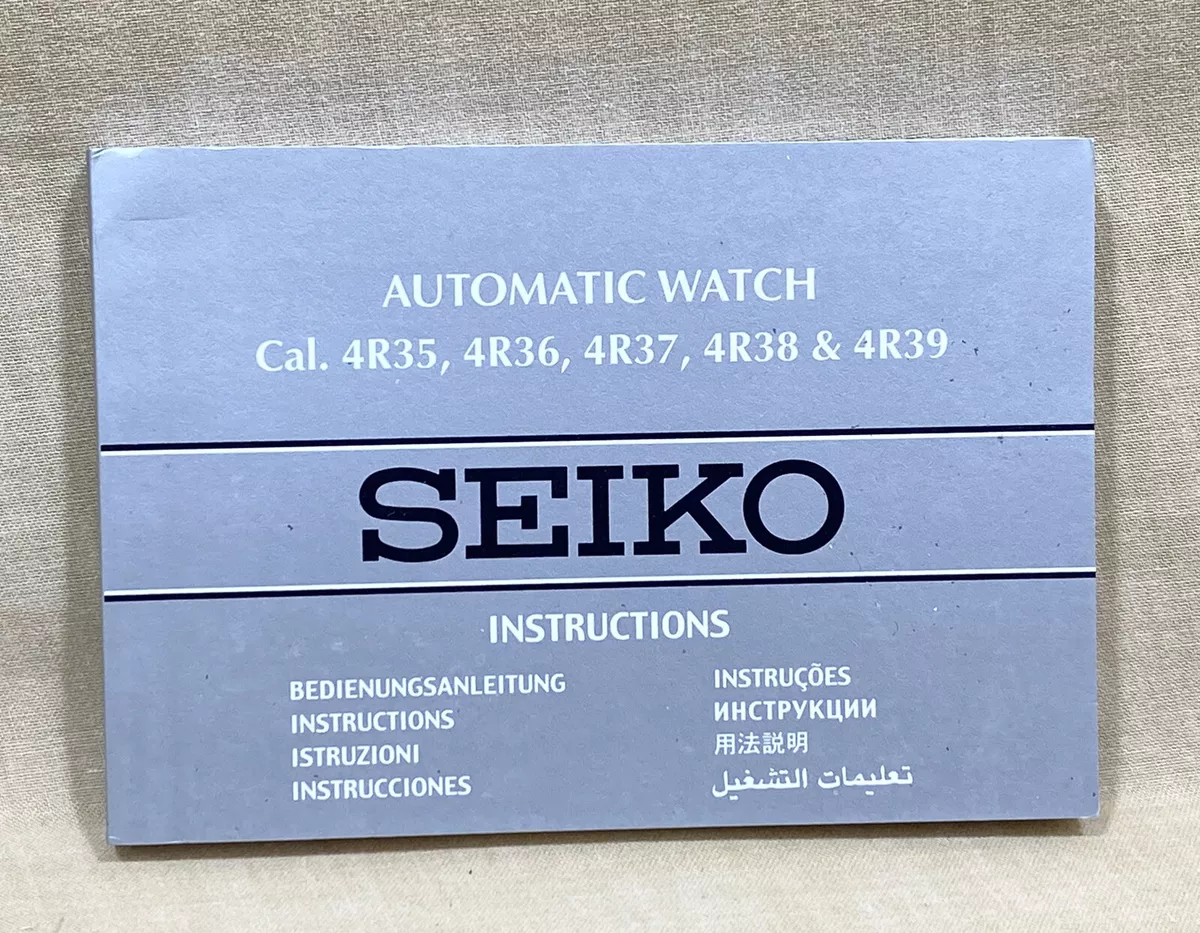 AUTOMATIC WATCH
Cal. 4R35, 4R36, 4R37, 4R38 & 4R39
SEIKO
INSTRUCTIONS
BEDIENUNGSANLEITUNG
INSTRUCTIONS
ISTRUZIONI
INSTRUCCIONES
INSTRUÇÕES
ИНСТРУКЦИИ
用法説明
تعليمات التشغيل